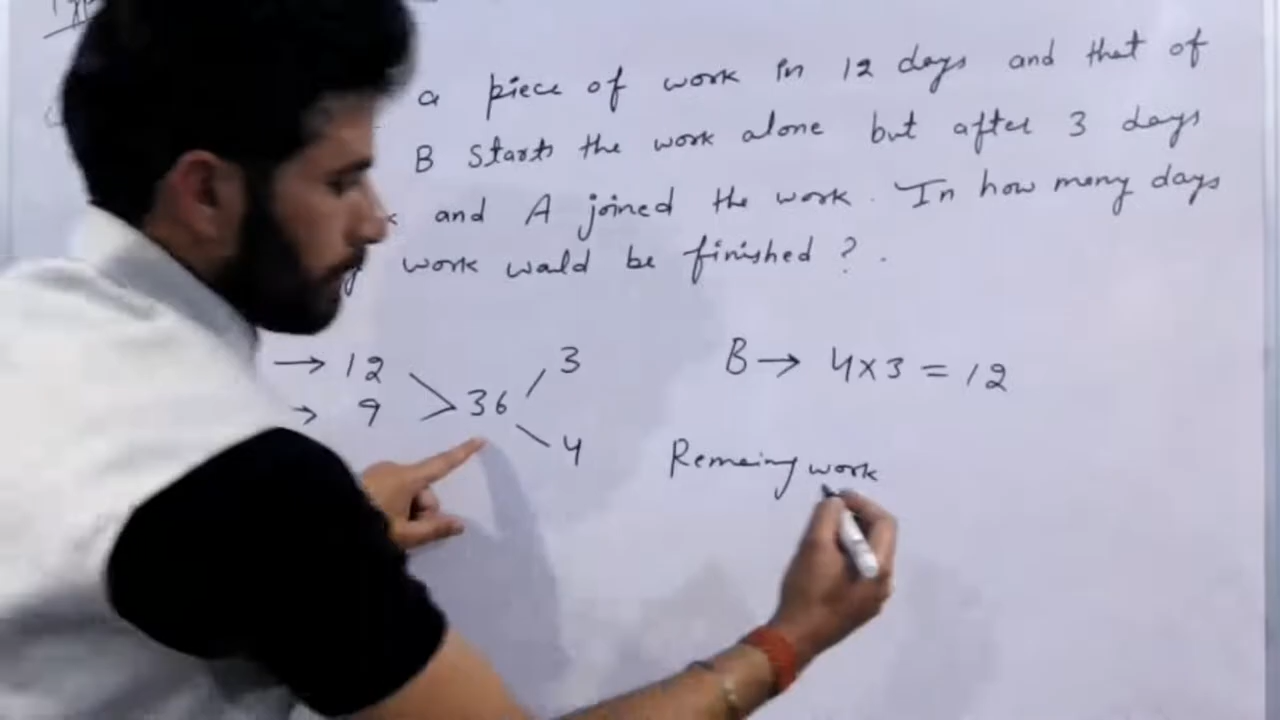 a piece of work in 12 days and that of
B Starts the work alone but after 3 days
and A joined the work. In how many days
work would be finished ?.
→ 12
→ 9
36
3
4
B → 4×3 = 12
Remeing work